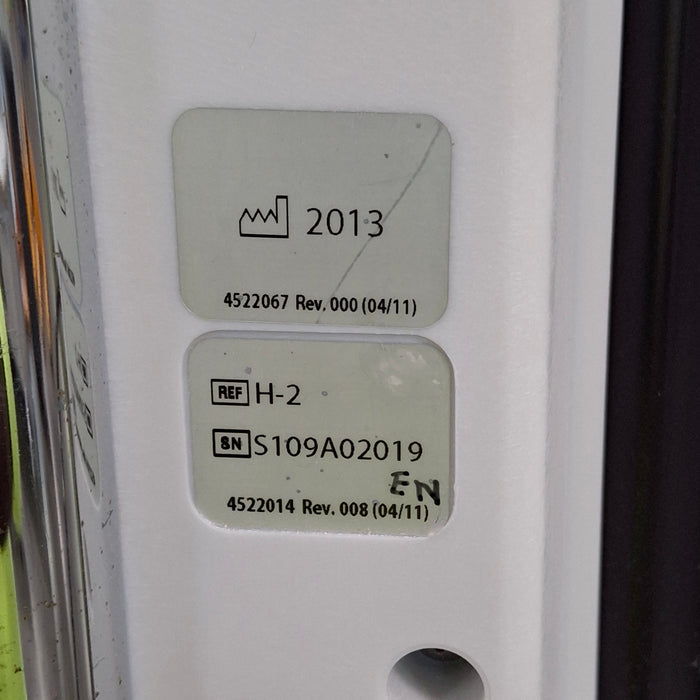 2013
4522067 Rev. 000 (04/11)
REF H-2
SN S109A02019
EN
4522014 Rev. 008 (04/11)